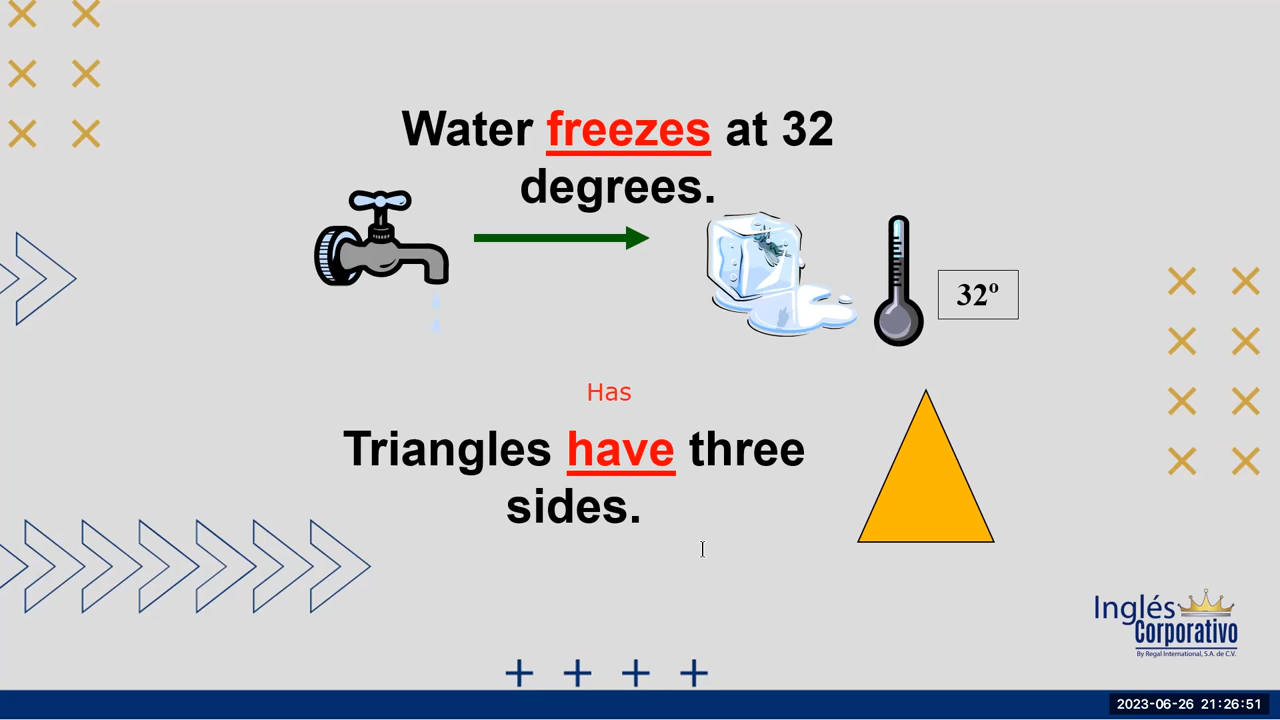 Water freezes at 32
degrees.
32º
Has
Triangles have three
sides.
Inglés
Corporativo
By Regal International, S.A. de C.V.
2023-06-26 21:26:51